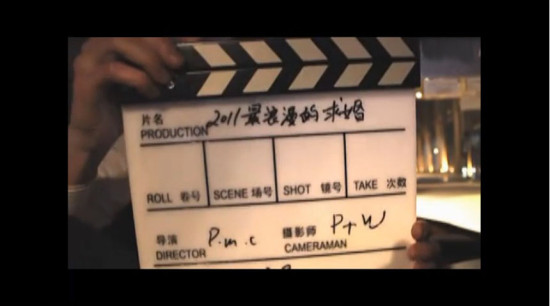 片名 2011最浪漫的求婚
PRODUCTION
ROLL 卷号 SCENE 场号 SHOT 镜号 TAKE 次数
导演 P.m.c 摄影师 P+W
DIRECTOR CAMERAMAN